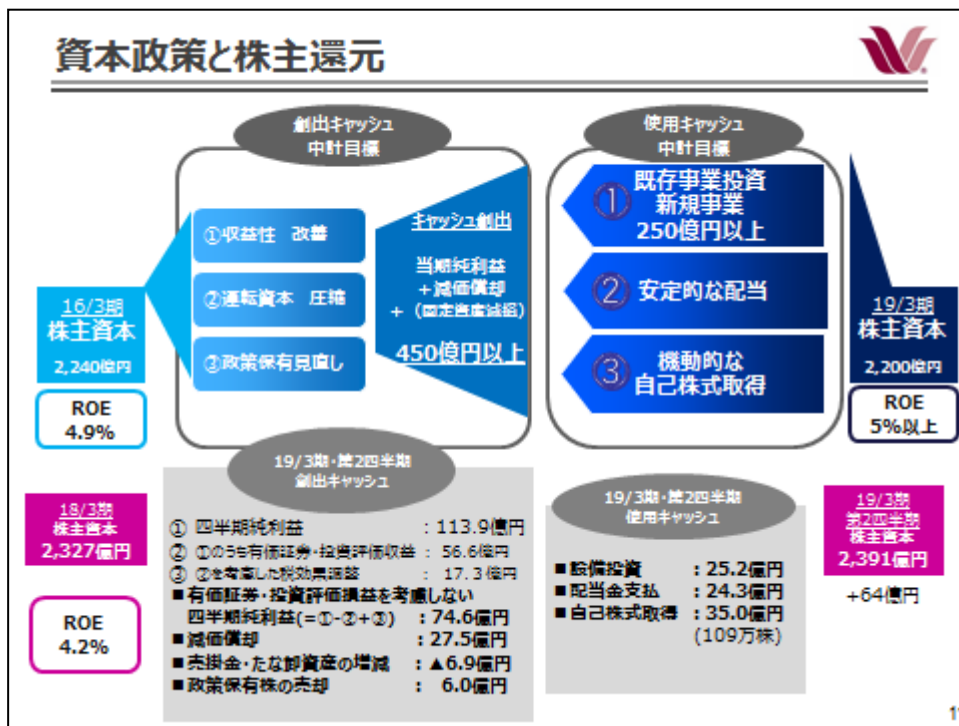 資本政策と株主還元
創出キャッシュ
中計目標
使用キャッシュ
中計目標
①収益性 改善
②運転資本 圧縮
③政策保有見直し
キャッシュ創出
当期純利益
+減価償却
+(固定資産減損)
450億円以上
①
既存事業投資
新規事業
250億円以上
②
安定的な配当
③
機動的な
自己株式取得
16/3期
株主資本
2,240億円
ROE
4.9%
19/3期
株主資本
2,200億円
ROE
5%以上
18/3期
株主資本
2,327億円
ROE
4.2%
19/3期・第2四半期
創出キャッシュ
① 四半期純利益 : 113.9億円
② ①のうち有価証券・投資評価収益 : 56.6億円
③ ②を考慮した税効果調整 : 17.3億円
■有価証券・投資評価損益を考慮しない
四半期純利益(=①-②+③) : 74.6億円
■減価償却 : 27.5億円
■売掛金・たな卸資産の増減 : ▲6.9億円
■政策保有株の売却 : 6.0億円
19/3期・第2四半期
使用キャッシュ
■設備投資 : 25.2億円
■配当金支払 : 24.3億円
■自己株式取得 : 35.0億円
(109万株)
19/3期
第2四半期
株主資本
2,391億円
+64億円